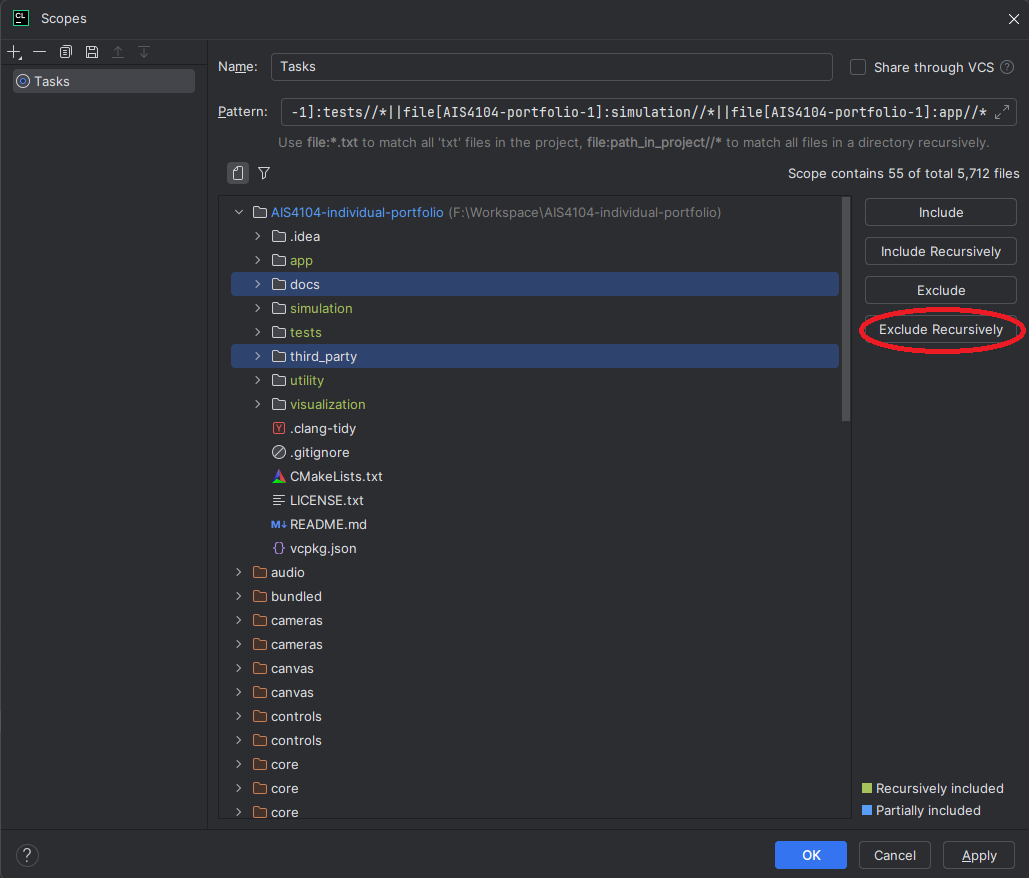 CL
Scopes
Tasks
Name:
Tasks
Share through VCS ?
Pattern:
-1]:tests//*||file[AIS4104-portfolio-1]:simulation//*||file[AIS4104-portfolio-1]:app//*
Use file:*.txt to match all 'txt' files in the project, file:path_in_project//* to match all files in a directory recursively.
Scope contains 55 of total 5,712 files
AIS4104-individual-portfolio (F:\Workspace\AIS4104-individual-portfolio)
.idea
app
docs
simulation
tests
third_party
utility
visualization
Y .clang-tidy
.gitignore
CMakeLists.txt
LICENSE.txt
M↓ README.md
{} vcpkg.json
audio
bundled
cameras
cameras
canvas
canvas
controls
controls
core
core
core
Include
Include Recursively
Exclude
Exclude Recursively
Recursively included
Partially included
?
OK
Cancel
Apply